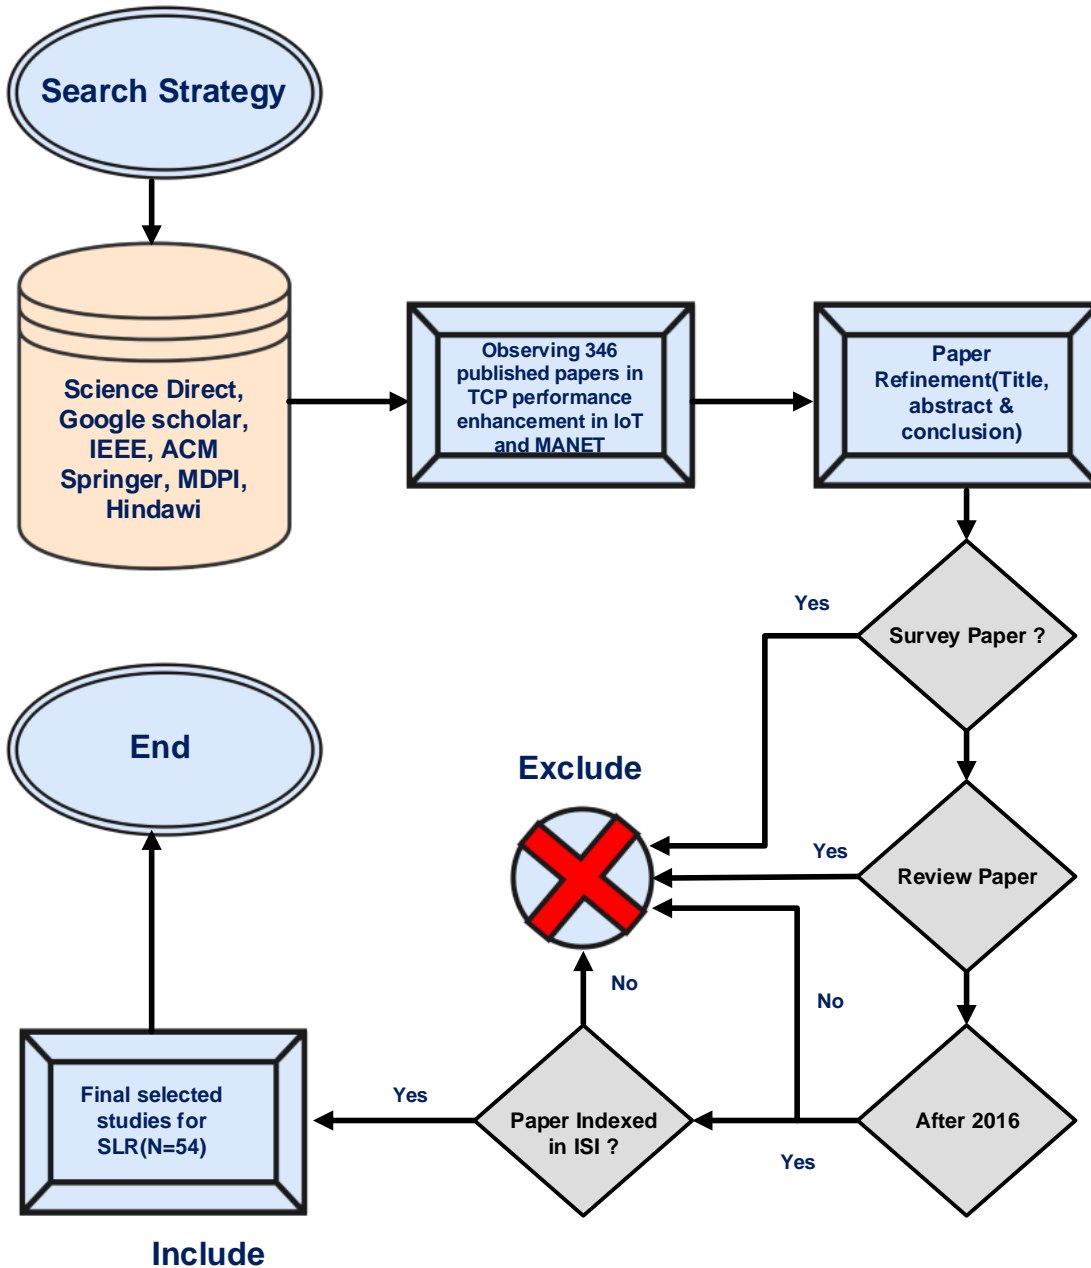 Search Strategy
Science Direct,
Google scholar,
IEEE, ACM
Springer, MDPI,
Hindawi
Observing 346
published papers in
TCP performance
enhancement in IoT
and MANET
Paper
Refinement(Title,
abstract &
conclusion)
Yes
Survey Paper ?
End
Exclude
Yes
Review Paper
No
No
Final selected
studies for
SLR(N=54)
Yes
Paper Indexed
in ISI ?
Yes
After 2016
Include